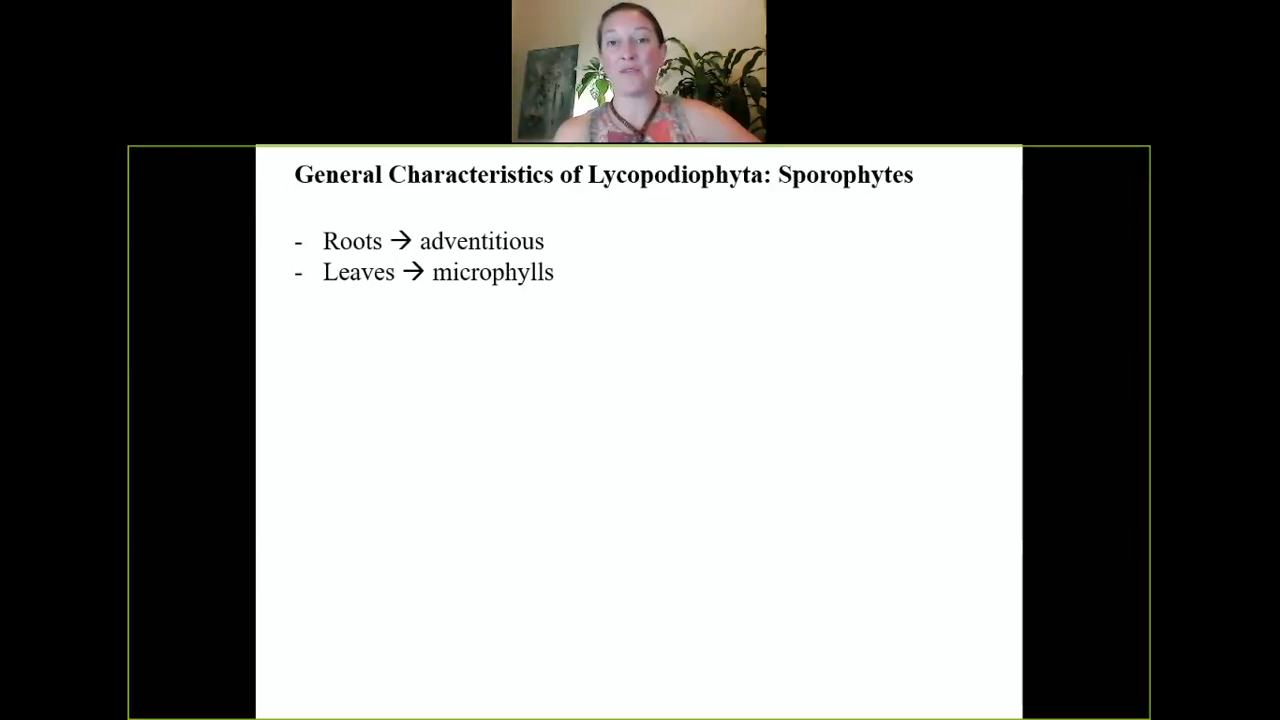 General Characteristics of Lycopodiophyta: Sporophytes
- Roots → adventitious
- Leaves → microphylls